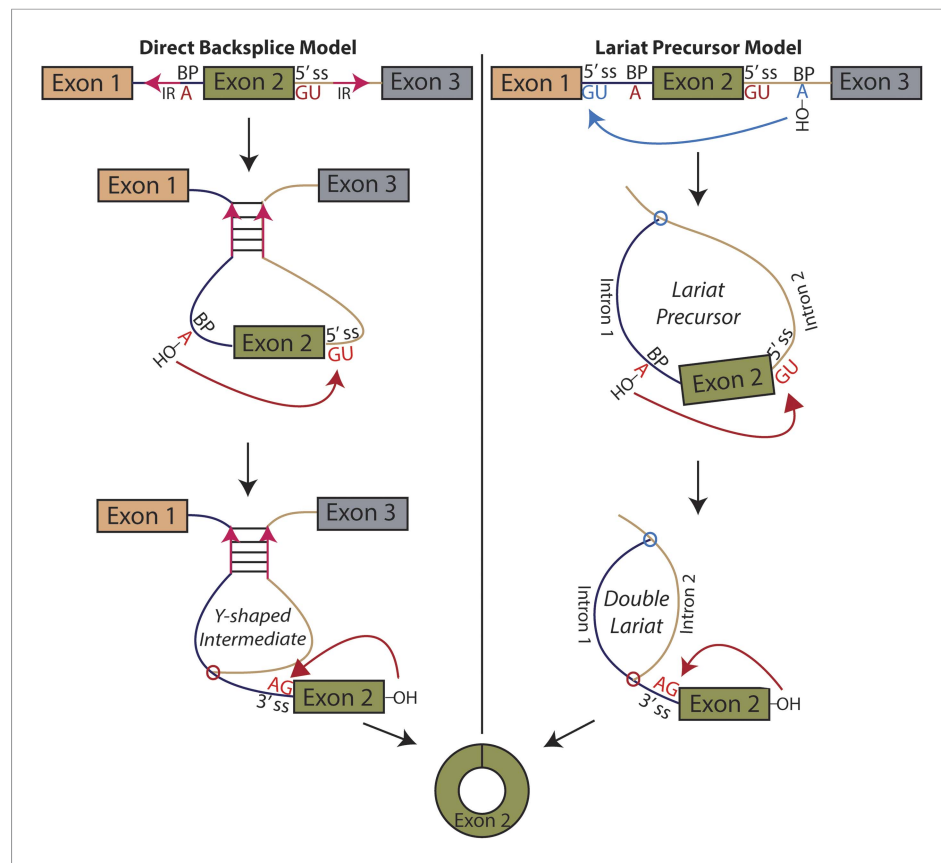 Direct Backsplice Model
Exon 1
IR
BP
A
Exon 2
5' ss
GU
IR
Exon 3
Exon 1
Exon 3
BP
HO–A
Exon 2
5' ss
GU
Exon 1
Exon 3
Y-shaped
Intermediate
AG
3' ss
Exon 2
-OH
Lariat Precursor Model
Exon 1
5' ss
GU
BP
A
Exon 2
5' ss
GU
BP
A
OH
Exon 3
Intron 1
Lariat
Precursor
Intron 2
BP
HO–A
Exon 2
5' ss
GU
Intron 1
Double
Lariat
Intron 2
AG
3' ss
Exon 2
-OH
Exon 2